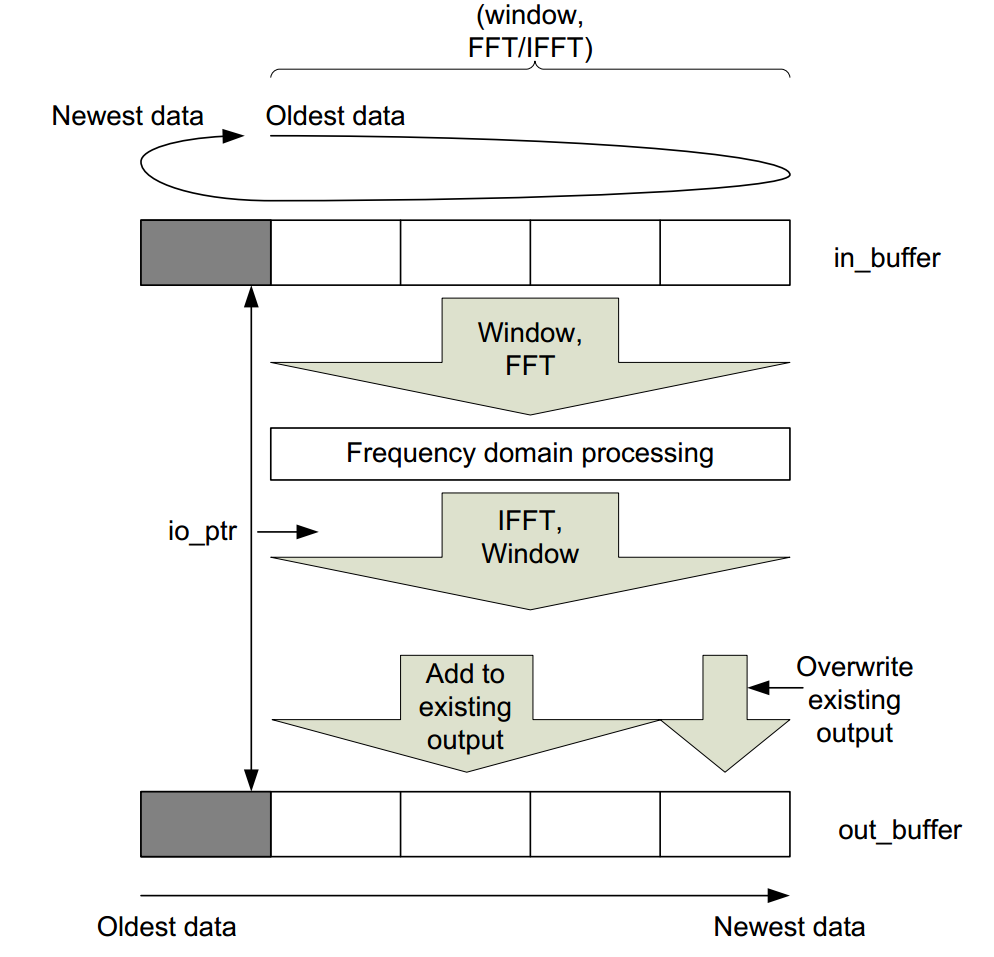 (window,
FFT/IFFT)
Newest data
Oldest data
in_buffer
Window,
FFT
Frequency domain processing
io_ptr
IFFT,
Window
Add to
existing
output
Overwrite
existing
output
out_buffer
Oldest data
Newest data